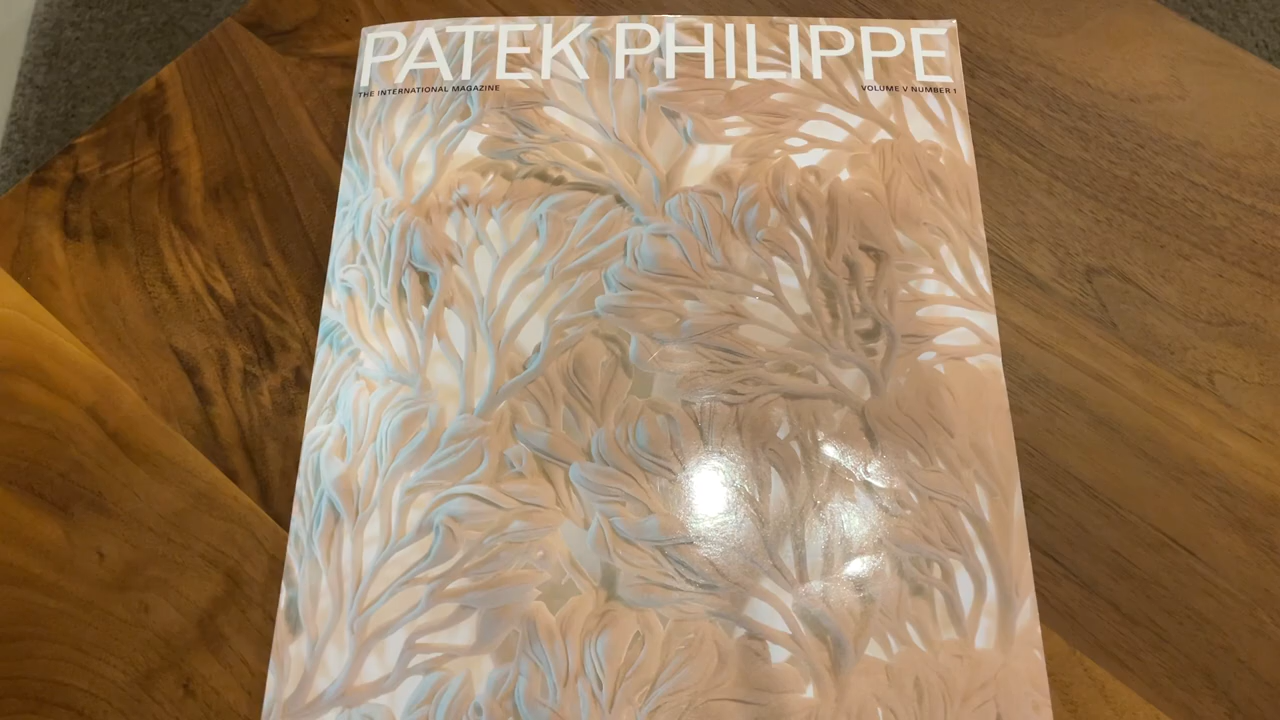 PATEK PHILIPPE
THE INTERNATIONAL MAGAZINE
VOLUME V NUMBER 1